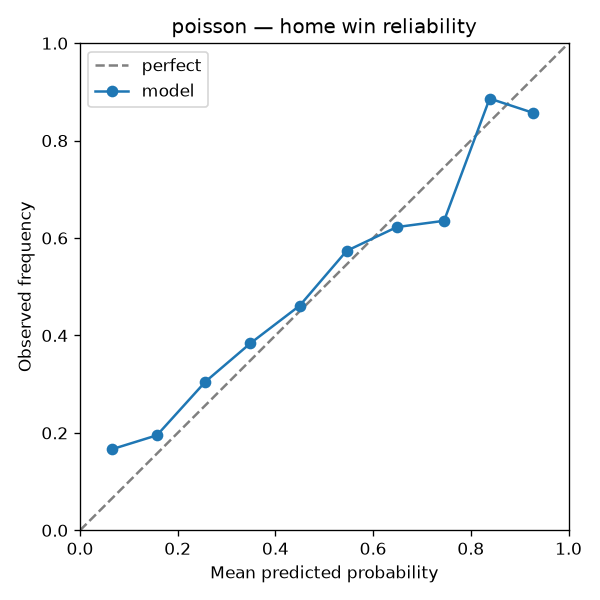 poisson — home win reliability
perfect
model
Observed frequency
1.0
0.8
0.6
0.4
0.2
0.0
0.0 0.2 0.4 0.6 0.8 1.0
Mean predicted probability